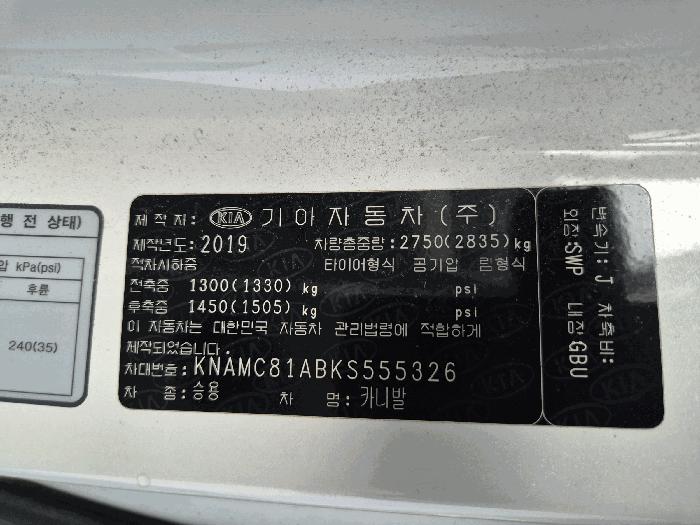 행 전 상태)
압 kPa(psi)
후륜
240(35)
제 작 자: KIA 기아자동차(주)
제작년도: 2019 차량총중량: 2750(2835)kg
적차시하중 타이어형식 공기압 림형식
전축중 1300(1330) kg psi
후축중 1450(1505) kg psi
이 자동차는 대한민국 자동차 관리법령에 적합하게
제작되었습니다.
차대번호: KNAMC81ABKS555326
차 종: 승용 차 명: 카니발
변속기: J 차축비:
외장: SWP 내장 GBU